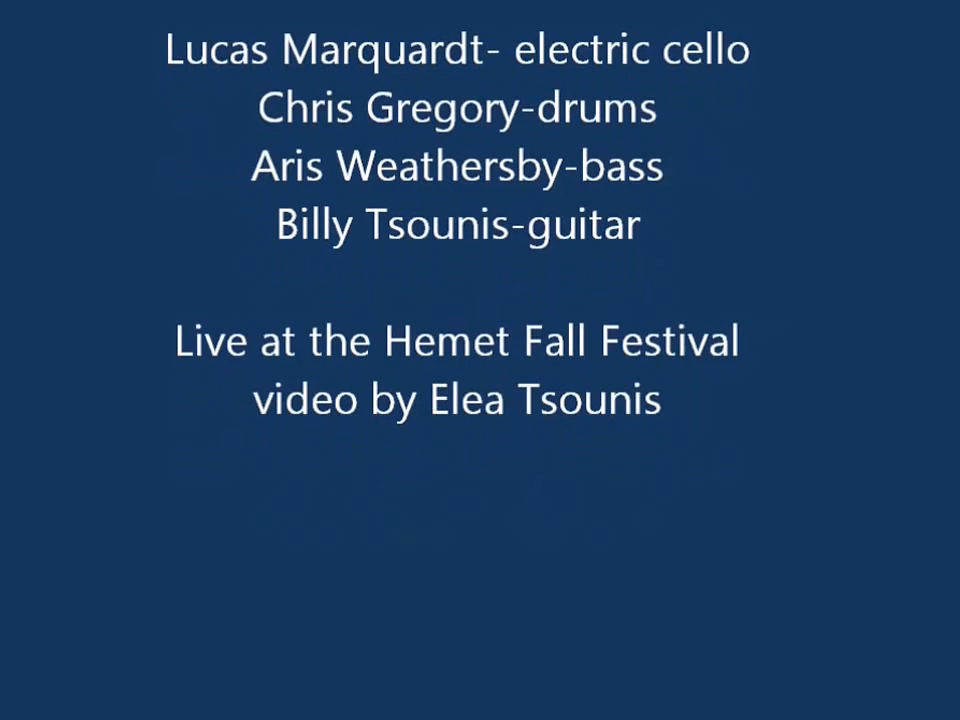 Lucas Marquardt- electric cello
Chris Gregory-drums
Aris Weathersby-bass
Billy Tsounis-guitar
Live at the Hemet Fall Festival
video by Elea Tsounis